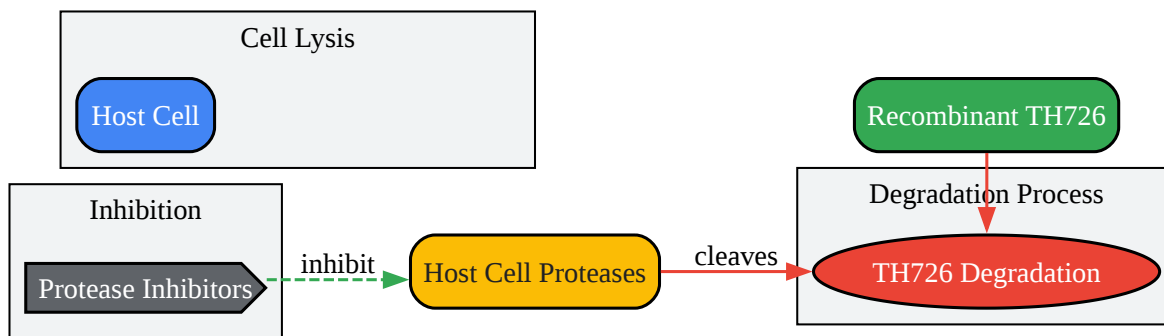 Cell Lysis
Host Cell
Recombinant TH726
Inhibition
Protease Inhibitors
inhibit
Host Cell Proteases
cleaves
Degradation Process
TH726 Degradation